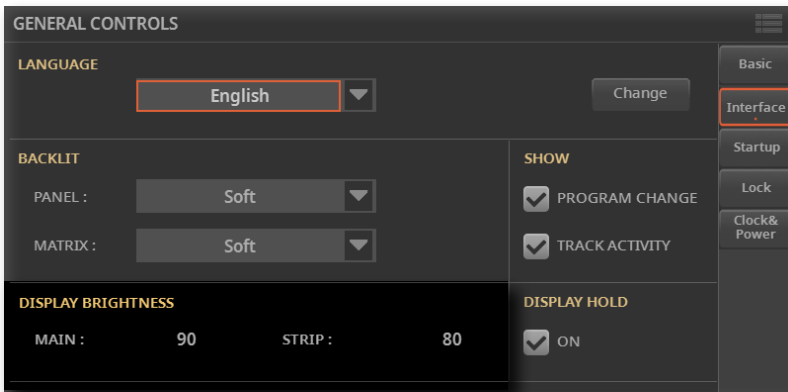 GENERAL CONTROLS
LANGUAGE
English
Change
BACKLIT
PANEL :
Soft
MATRIX :
Soft
SHOW
PROGRAM CHANGE
TRACK ACTIVITY
DISPLAY BRIGHTNESS
MAIN :
90
STRIP :
80
DISPLAY HOLD
ON
Basic
Interface
Startup
Lock
Clock&
Power